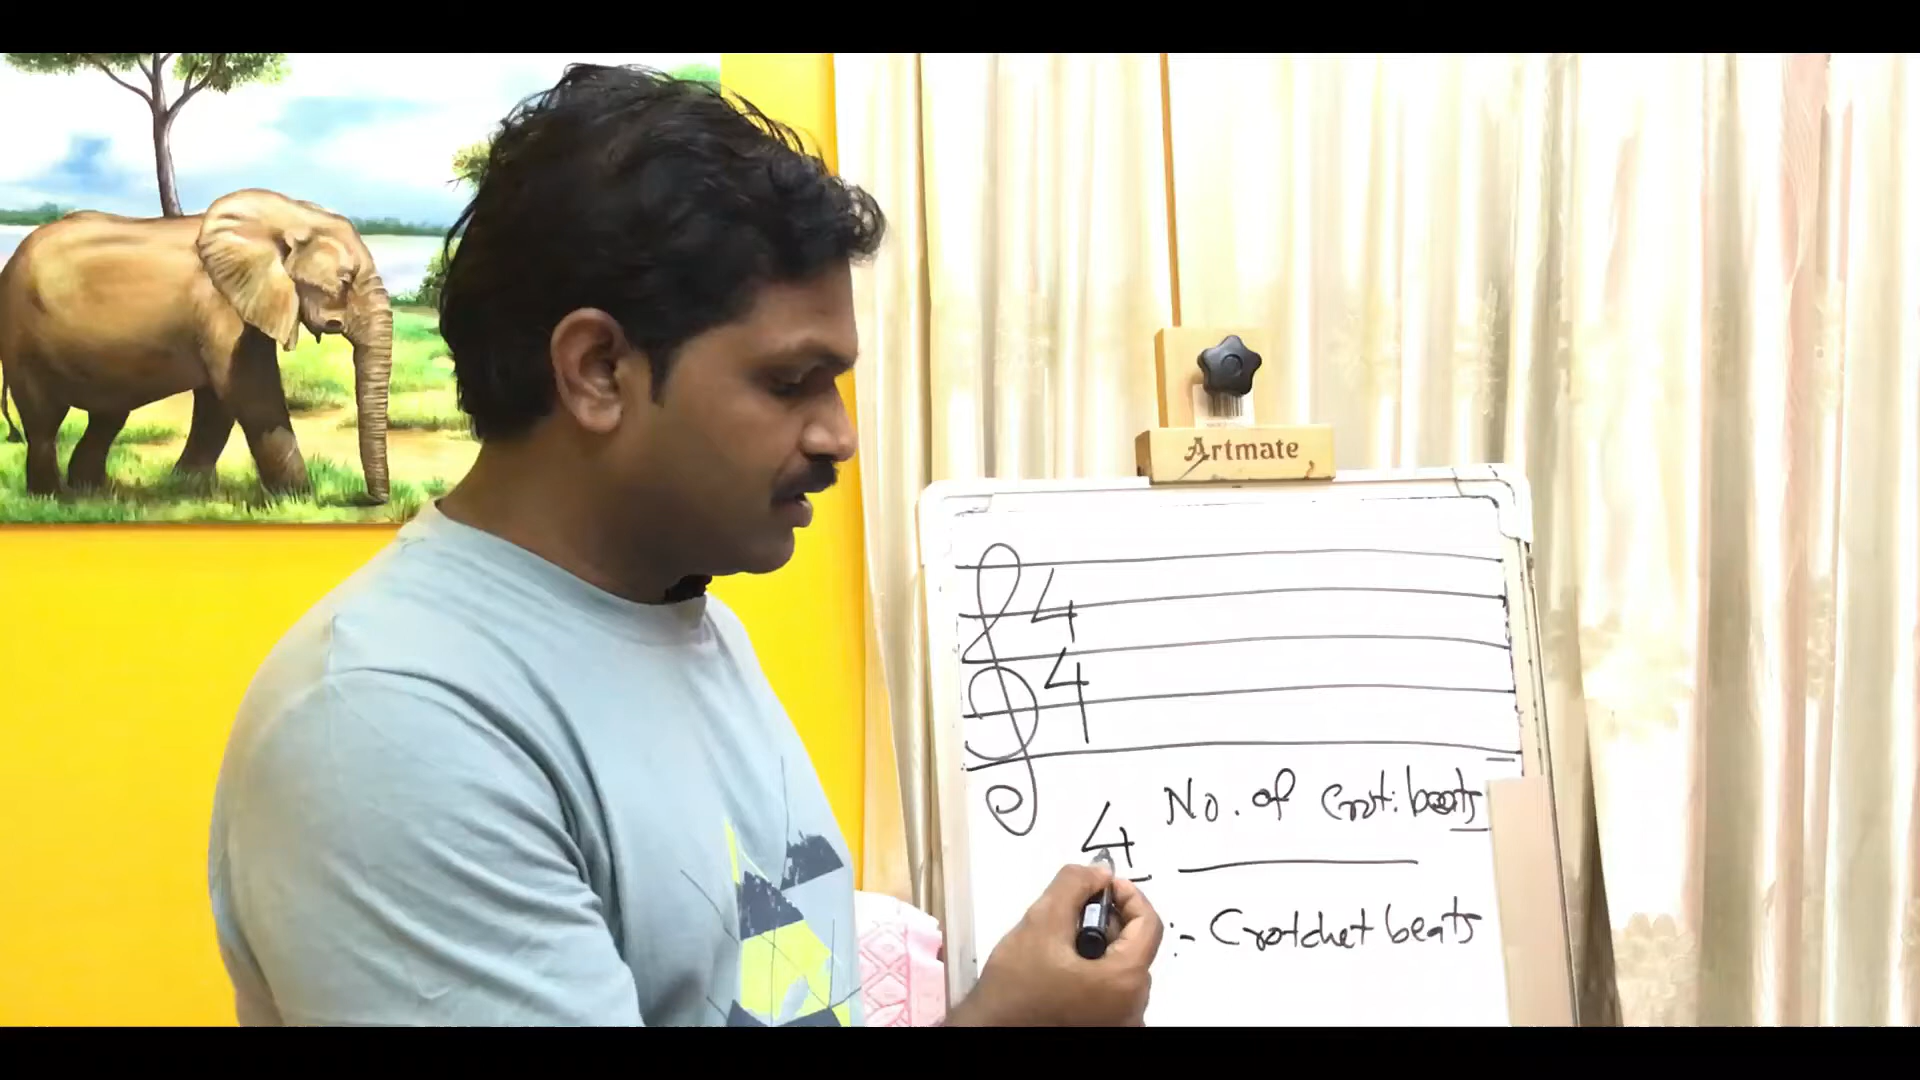 Artmate
4
4
4 No. of Crot: beats
:- Crotchet beats